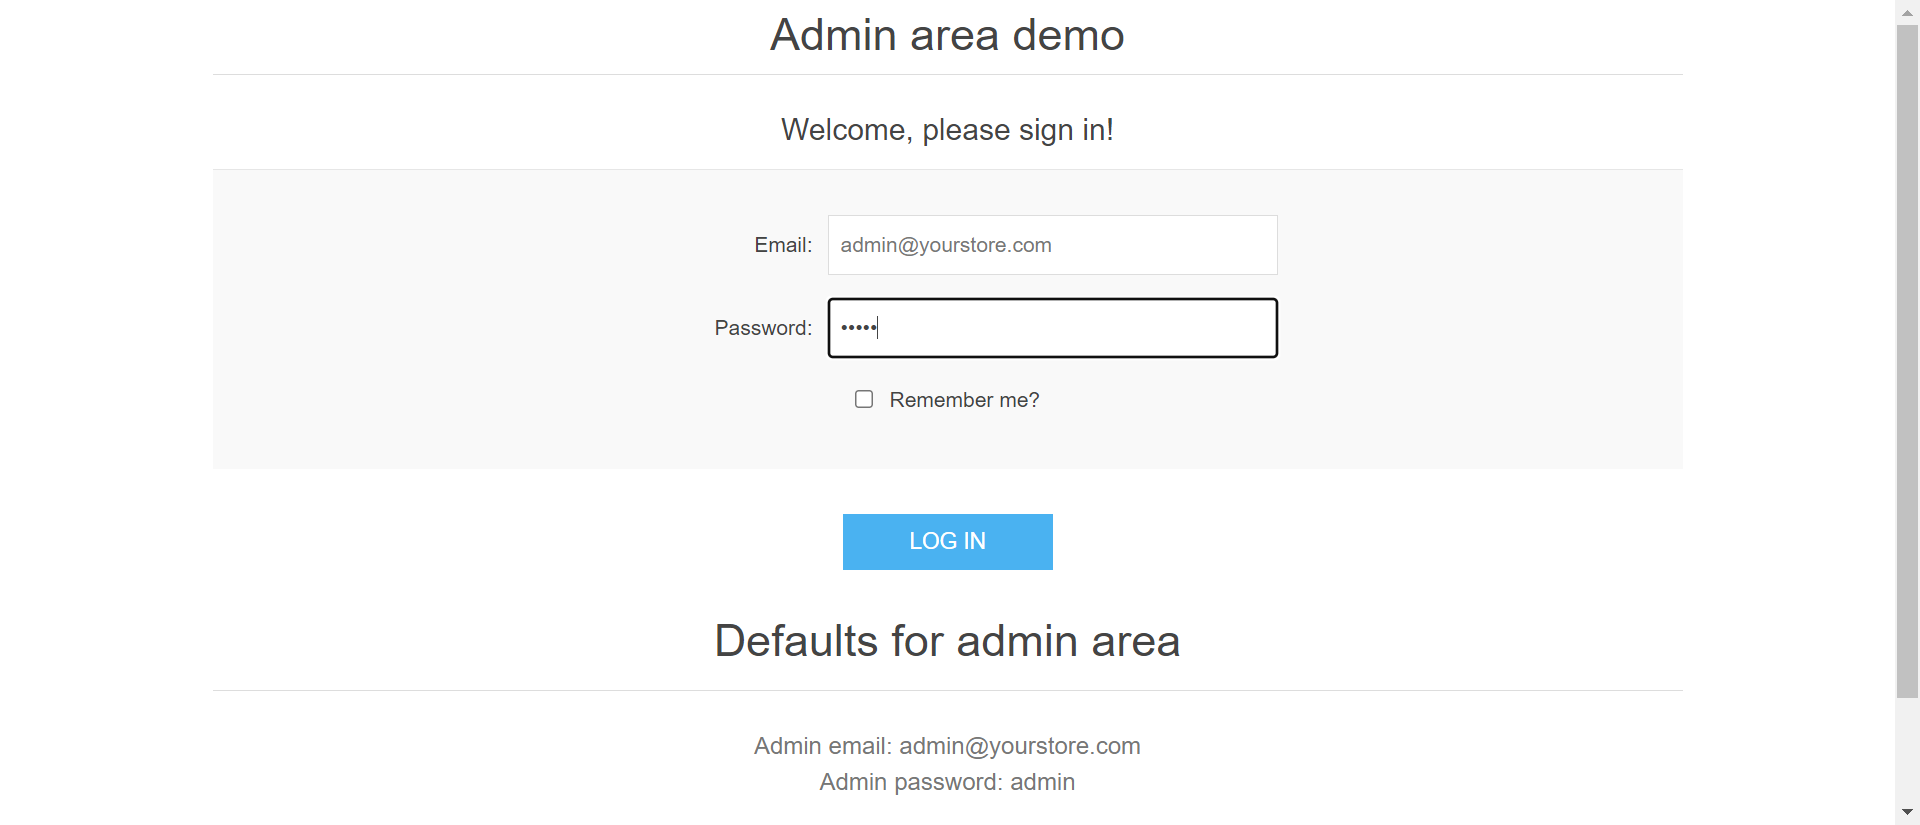 Admin area demo
Welcome, please sign in!
Email: admin@yourstore.com
Password: •••••
Remember me?
LOG IN
Defaults for admin area
Admin email: admin@yourstore.com
Admin password: admin